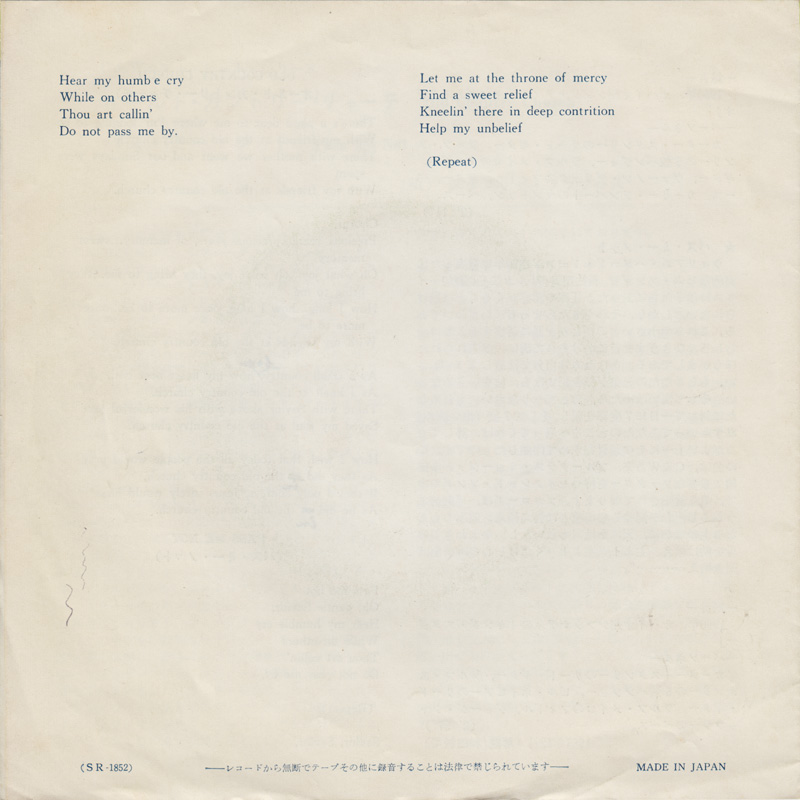 Hear my humb e cry
While on others
Thou art callin'
Do not pass me by.
Let me at the throne of mercy
Find a sweet relief
Kneelin' there in deep contrition
Help my unbelief
(Repeat)
(SR-1852)
──レコードから無断でテープその他に録音することは法律で禁じられています──
MADE IN JAPAN